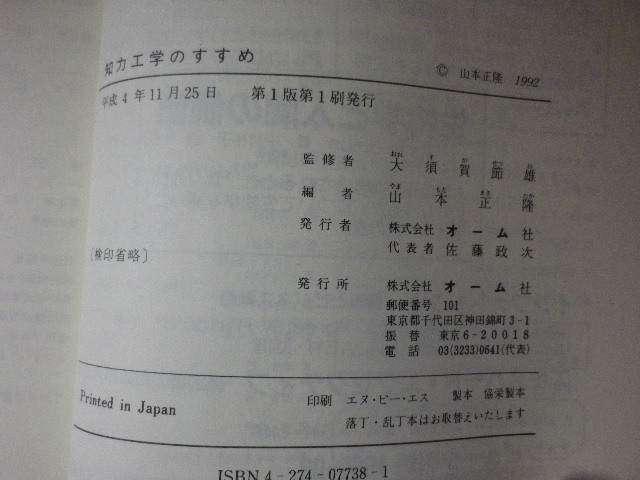 知力工学のすすめ
© 山本正隆 1992
平成4年11月25日 第1版第1刷発行
監修者 大須賀節雄
編者 山本正隆
発行者 株式会社 オーム社
代表者 佐藤政次
〔検印省略〕
発行所 株式会社 オーム社
郵便番号 101
東京都千代田区神田錦町3-1
振替 東京6-20018
電話 03(3233)0641(代表)
Printed in Japan
印刷 エヌ・ピー・エス 製本 協栄製本
落丁・乱丁本はお取替えいたします
ISBN 4-274-07738-1